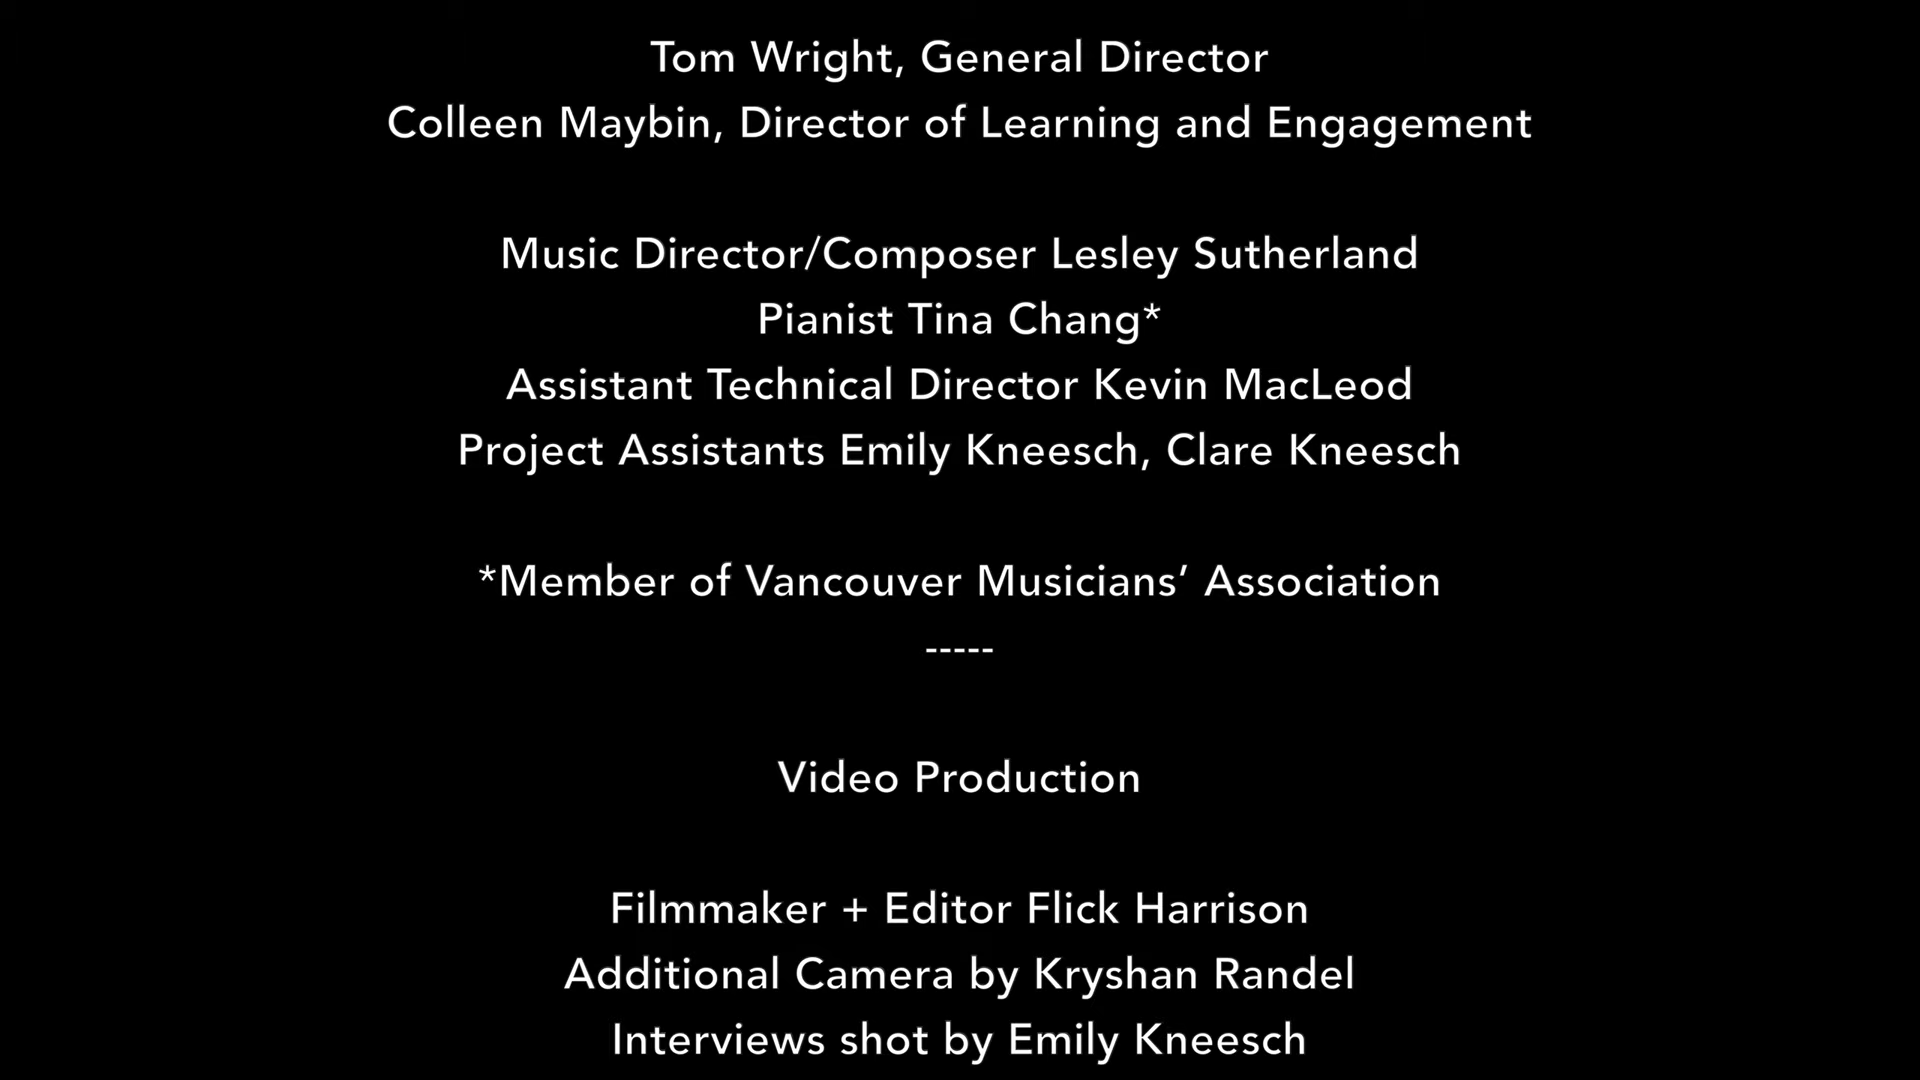 Tom Wright, General Director
Colleen Maybin, Director of Learning and Engagement
Music Director/Composer Lesley Sutherland
Pianist Tina Chang*
Assistant Technical Director Kevin MacLeod
Project Assistants Emily Kneesch, Clare Kneesch
*Member of Vancouver Musicians’ Association
-----
Video Production
Filmmaker + Editor Flick Harrison
Additional Camera by Kryshan Randel
Interviews shot by Emily Kneesch